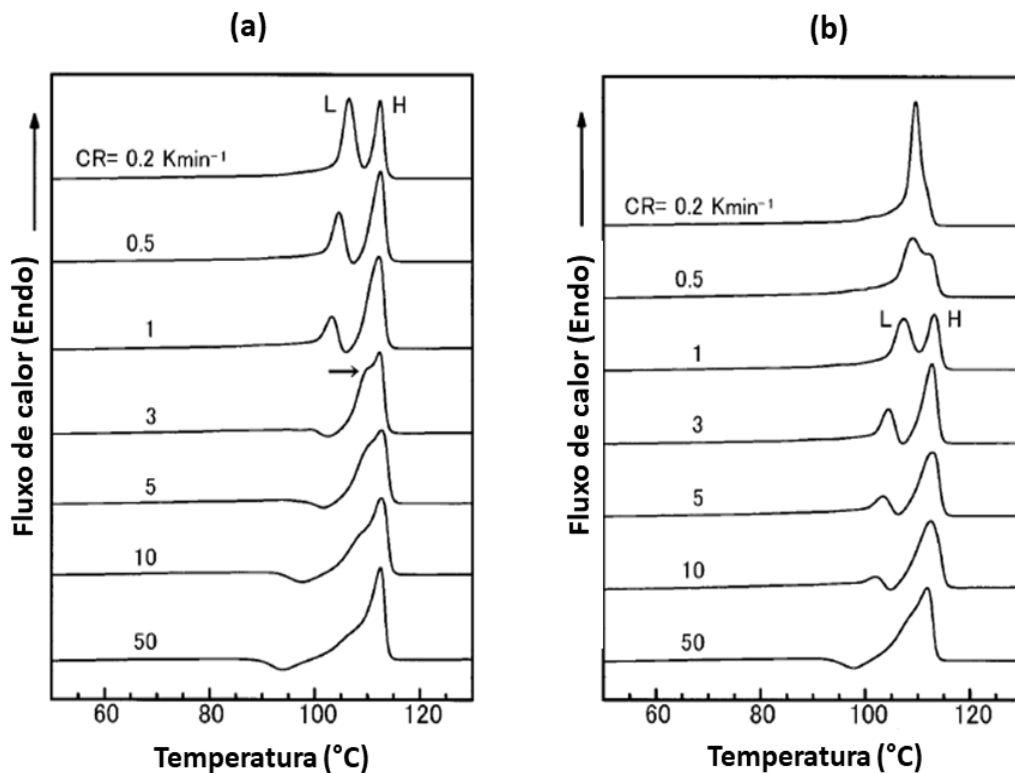 (a)
L H
CR= 0.2 Kmin⁻¹
0.5
1
3
5
10
50
Fluxo de calor (Endo)
60 80 100 120
Temperatura (°C)
(b)
CR= 0.2 Kmin⁻¹
0.5
L H
1
3
5
10
50
Fluxo de calor (Endo)
60 80 100 120
Temperatura (°C)